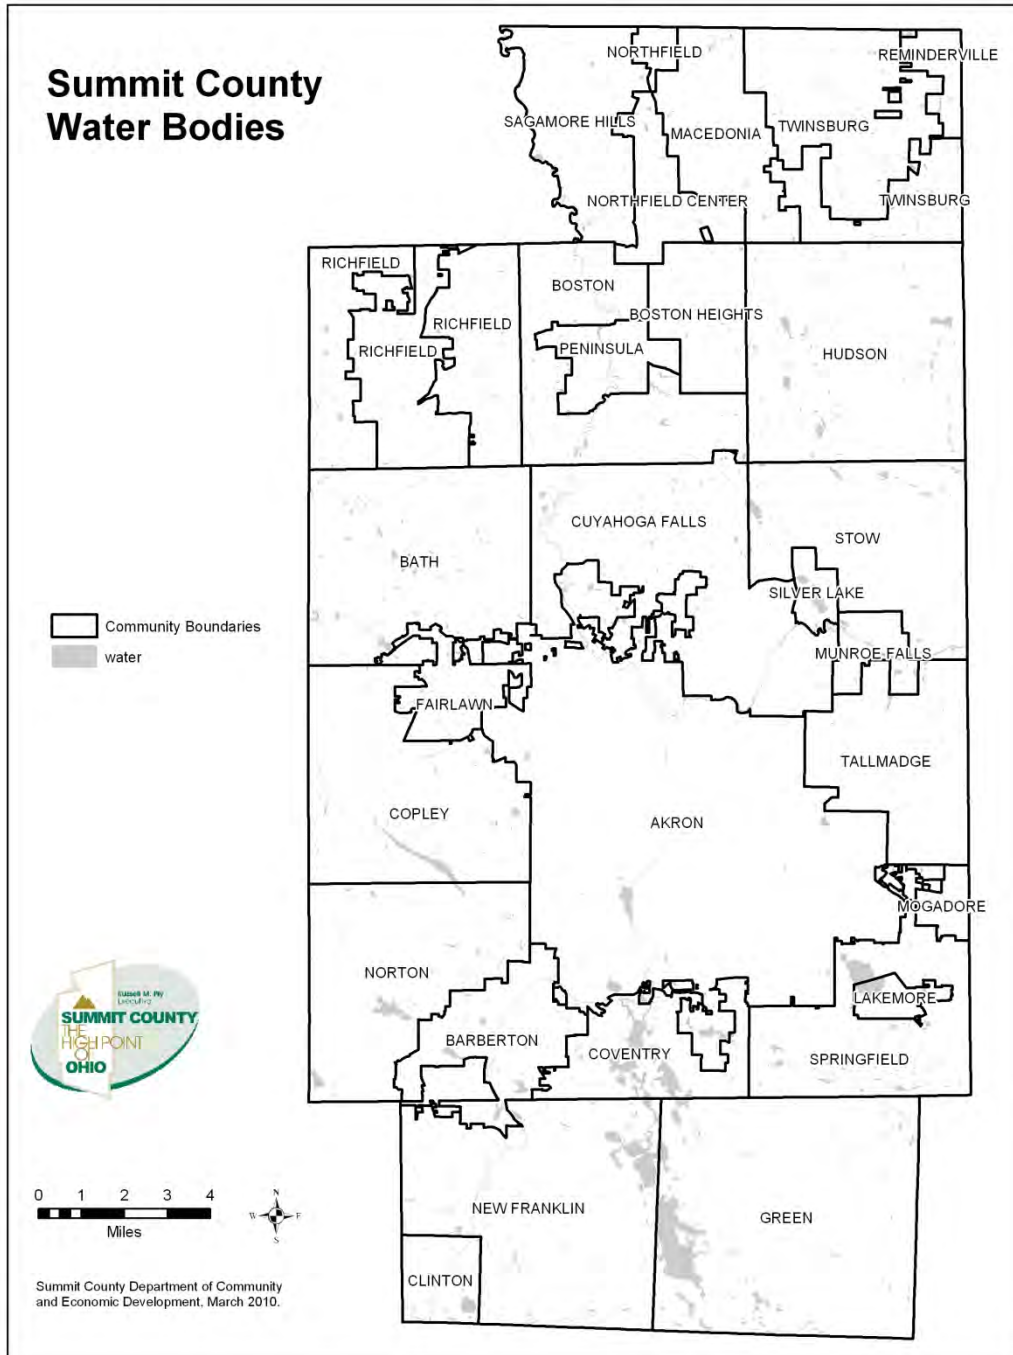 Summit County
Water Bodies
NORTHFIELD
REMINDERVILLE
SAGAMORE HILLS
MACEDONIA
TWINSBURG
NORTHFIELD CENTER
TWINSBURG
RICHFIELD
BOSTON
BOSTON HEIGHTS
RICHFIELD
RICHFIELD
PENINSULA
HUDSON
CUYAHOGA FALLS
STOW
BATH
SILVER LAKE
Community Boundaries
water
MUNROE FALLS
FAIRLAWN
TALLMADGE
COPLEY
AKRON
MOGADORE
NORTON
LAKEMORE
BARBERTON
COVENTRY
SPRINGFIELD
Russell M. Pry
Executive
SUMMIT COUNTY
THE
HIGH POINT
OF
OHIO
NEW FRANKLIN
GREEN
CLINTON
0 1 2 3 4
Miles
N
W E
S
Summit County Department of Community
and Economic Development, March 2010.